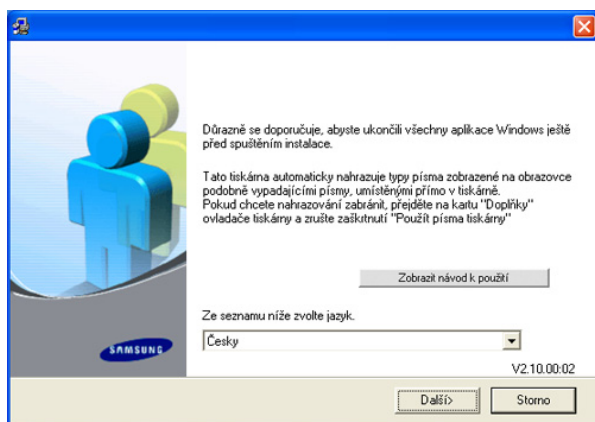 Důrazně se doporučuje, abyste ukončili všechny aplikace Windows ještě
před spuštěním instalace.
Tato tiskárna automaticky nahrazuje typy písma zobrazené na obrazovce
podobně vypadajícími písmy, umístěnými přímo v tiskárně.
Pokud chcete nahrazování zabránit, přejděte na kartu "Doplňky"
ovladače tiskárny a zrušte zaškrtnutí "Použít písma tiskárny"
Zobrazit návod k použití
Ze seznamu níže zvolte jazyk.
SAMSUNG
Česky
V2.10.00:02
Další>
Storno